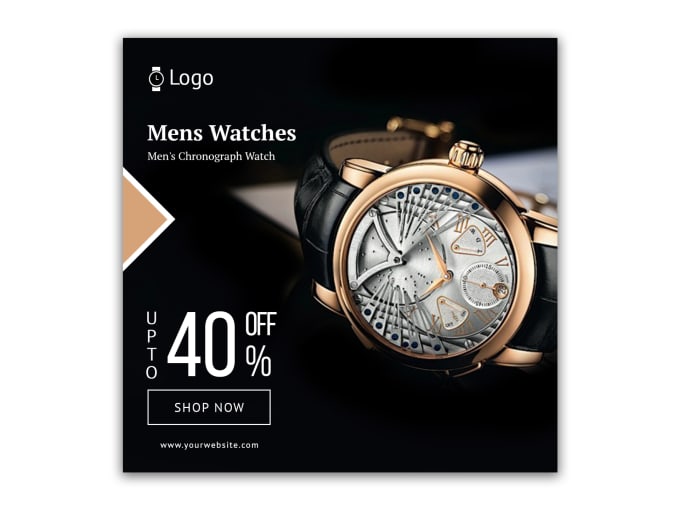 Logo
Mens Watches
Men's Chronograph Watch
UPTO
40
OFF
%
SHOP NOW
www.yourwebsite.com